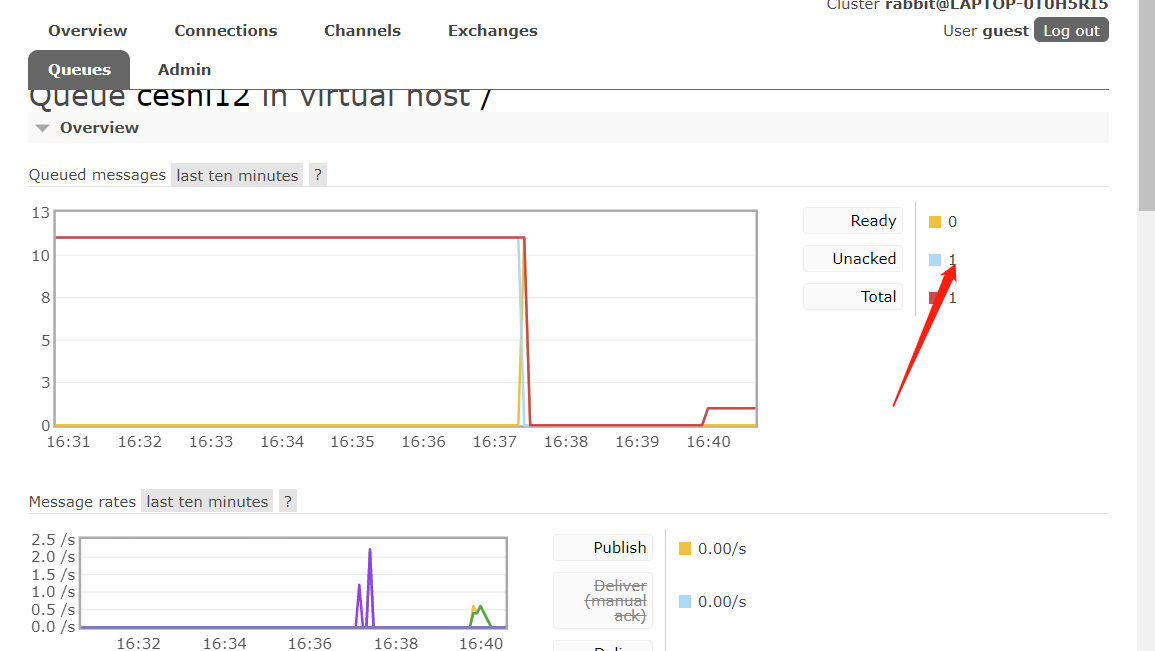 Cluster rabbit@LAPTOP-0T0H5RI5
Overview Connections Channels Exchanges
User guest Log out
Queues Admin
Queue ceshi12 in virtual host /
Overview
Queued messages last ten minutes ?
13
10
8
5
3
0
16:31 16:32 16:33 16:34 16:35 16:36 16:37 16:38 16:39 16:40
Ready 0
Unacked 1
Total 1
Message rates last ten minutes ?
2.5 /s
2.0 /s
1.5 /s
1.0 /s
0.5 /s
0.0 /s
16:32 16:34 16:36 16:38 16:40
Publish 0.00/s
Deliver
(manual
ack)
0.00/s